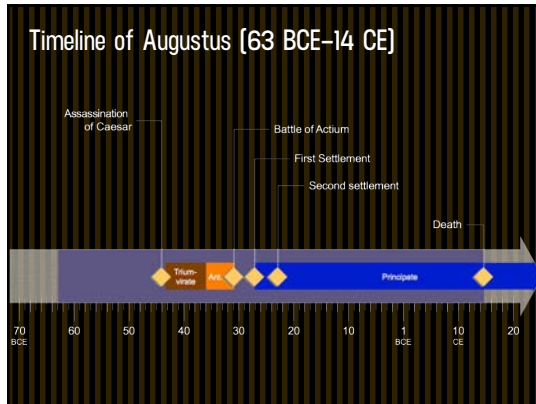 Timeline of Augustus (63 BCE–14 CE)
Assassination
of Caesar
Battle of Actium
First Settlement
Second settlement
Death
Trium-
virate
Ant.
Principate
70 60 50 40 30 20 10 1 10 20
BCE BCE CE